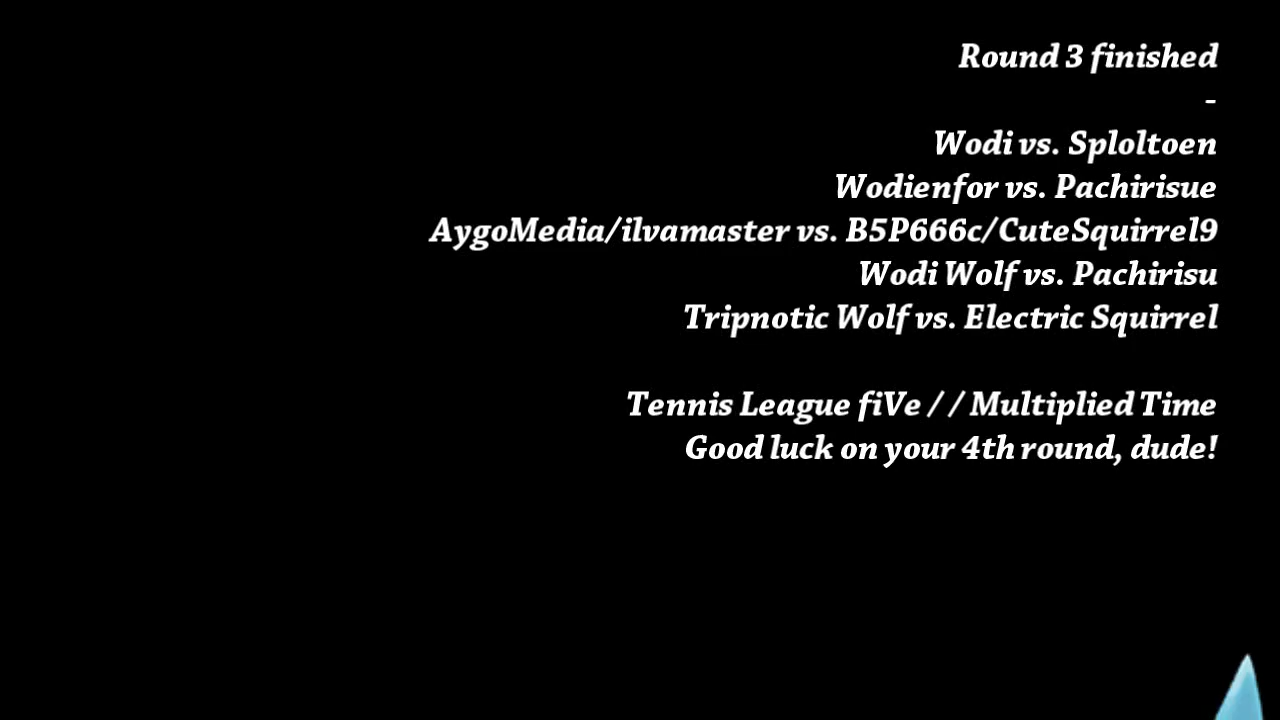 Round 3 finished
-
Wodi vs. Sploltoen
Wodienfor vs. Pachirisue
AygoMedia/ilvamaster vs. B5P666c/CuteSquirrel9
Wodi Wolf vs. Pachirisu
Tripnotic Wolf vs. Electric Squirrel
Tennis League fiVe / / Multiplied Time
Good luck on your 4th round, dude!